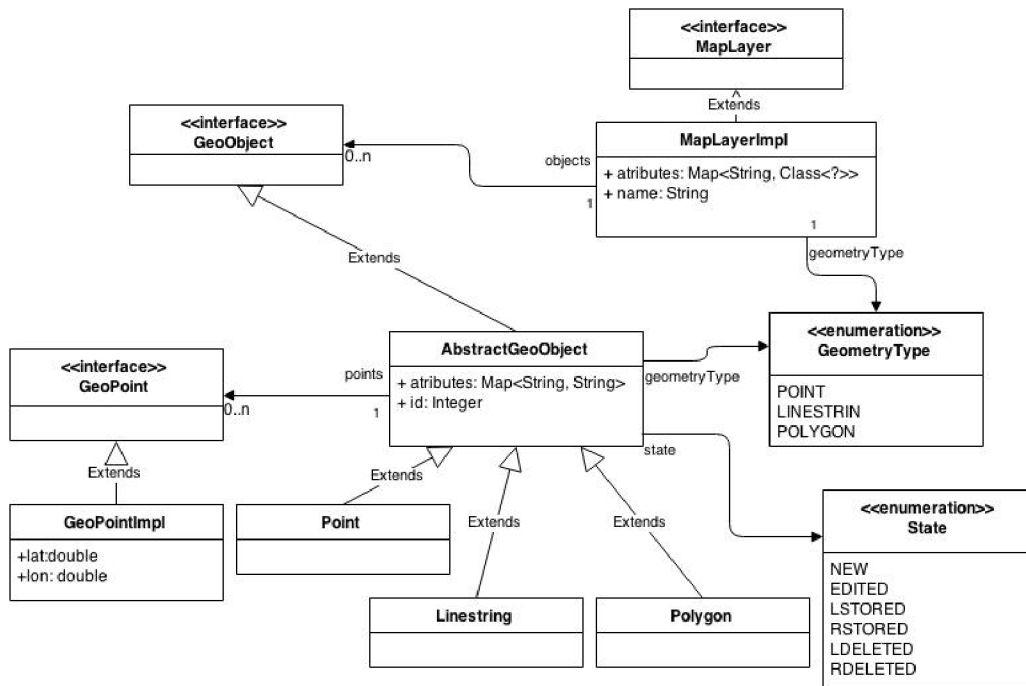 <<interface>>
MapLayer
Extends
<<interface>>
GeoObject
0..n
objects
1
MapLayerImpl
+ atributes: Map<String, Class<?>>
+ name: String
1
geometryType
Extends
<<enumeration>>
GeometryType
POINT
LINESTRIN
POLYGON
AbstractGeoObject
+ atributes: Map<String, String>
+ id: Integer
geometryType
state
points
1
<<interface>>
GeoPoint
0..n
Extends
GeoPointImpl
+lat:double
+lon: double
Extends
Point
Extends
Linestring
Extends
Polygon
<<enumeration>>
State
NEW
EDITED
LSTORED
RSTORED
LDELETED
RDELETED